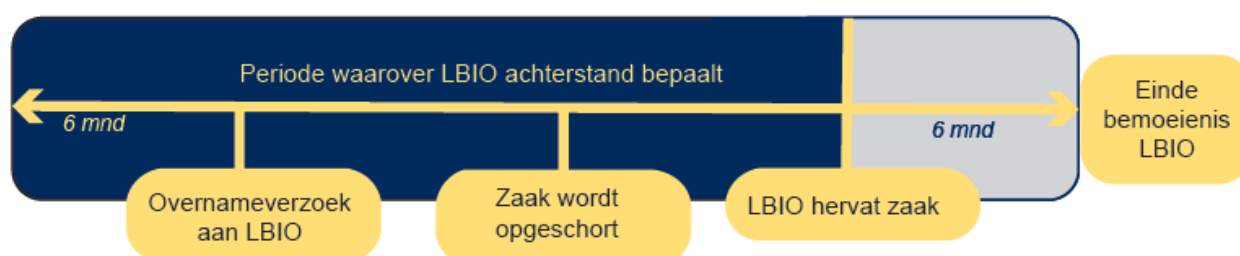 Periode waarover LBIO achterstand bepaalt
6 mnd
6 mnd
Overnameverzoek
aan LBIO
Zaak wordt
opgeschort
LBIO hervat zaak
Einde
bemoeienis
LBIO